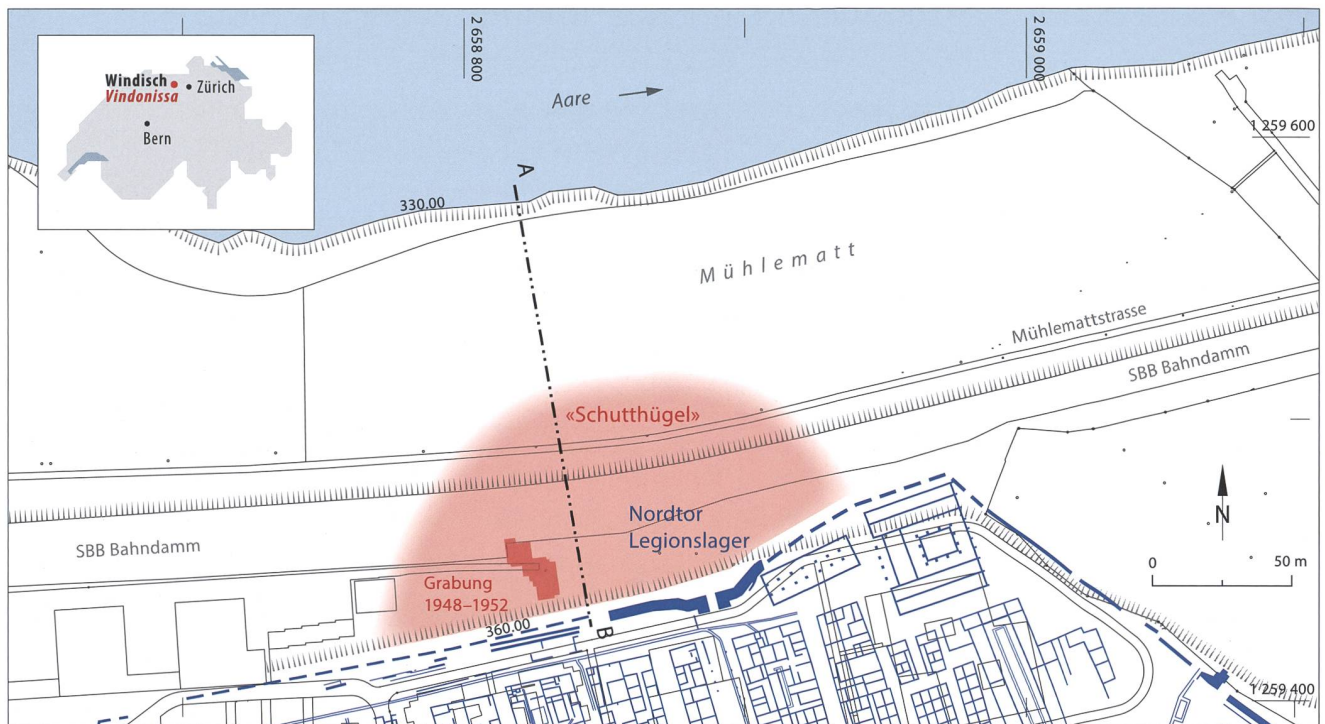 2 658 800
2 659 000
Windisch
Vindonissa
Zürich
Bern
Aare
1 259 600
A
330.00
Mühlematt
Mühlemattstrasse
SBB Bahndamm
«Schutthügel»
N
Nordtor
Legionslager
SBB Bahndamm
0 50 m
Grabung
1948–1952
360.00
B
1 259 400